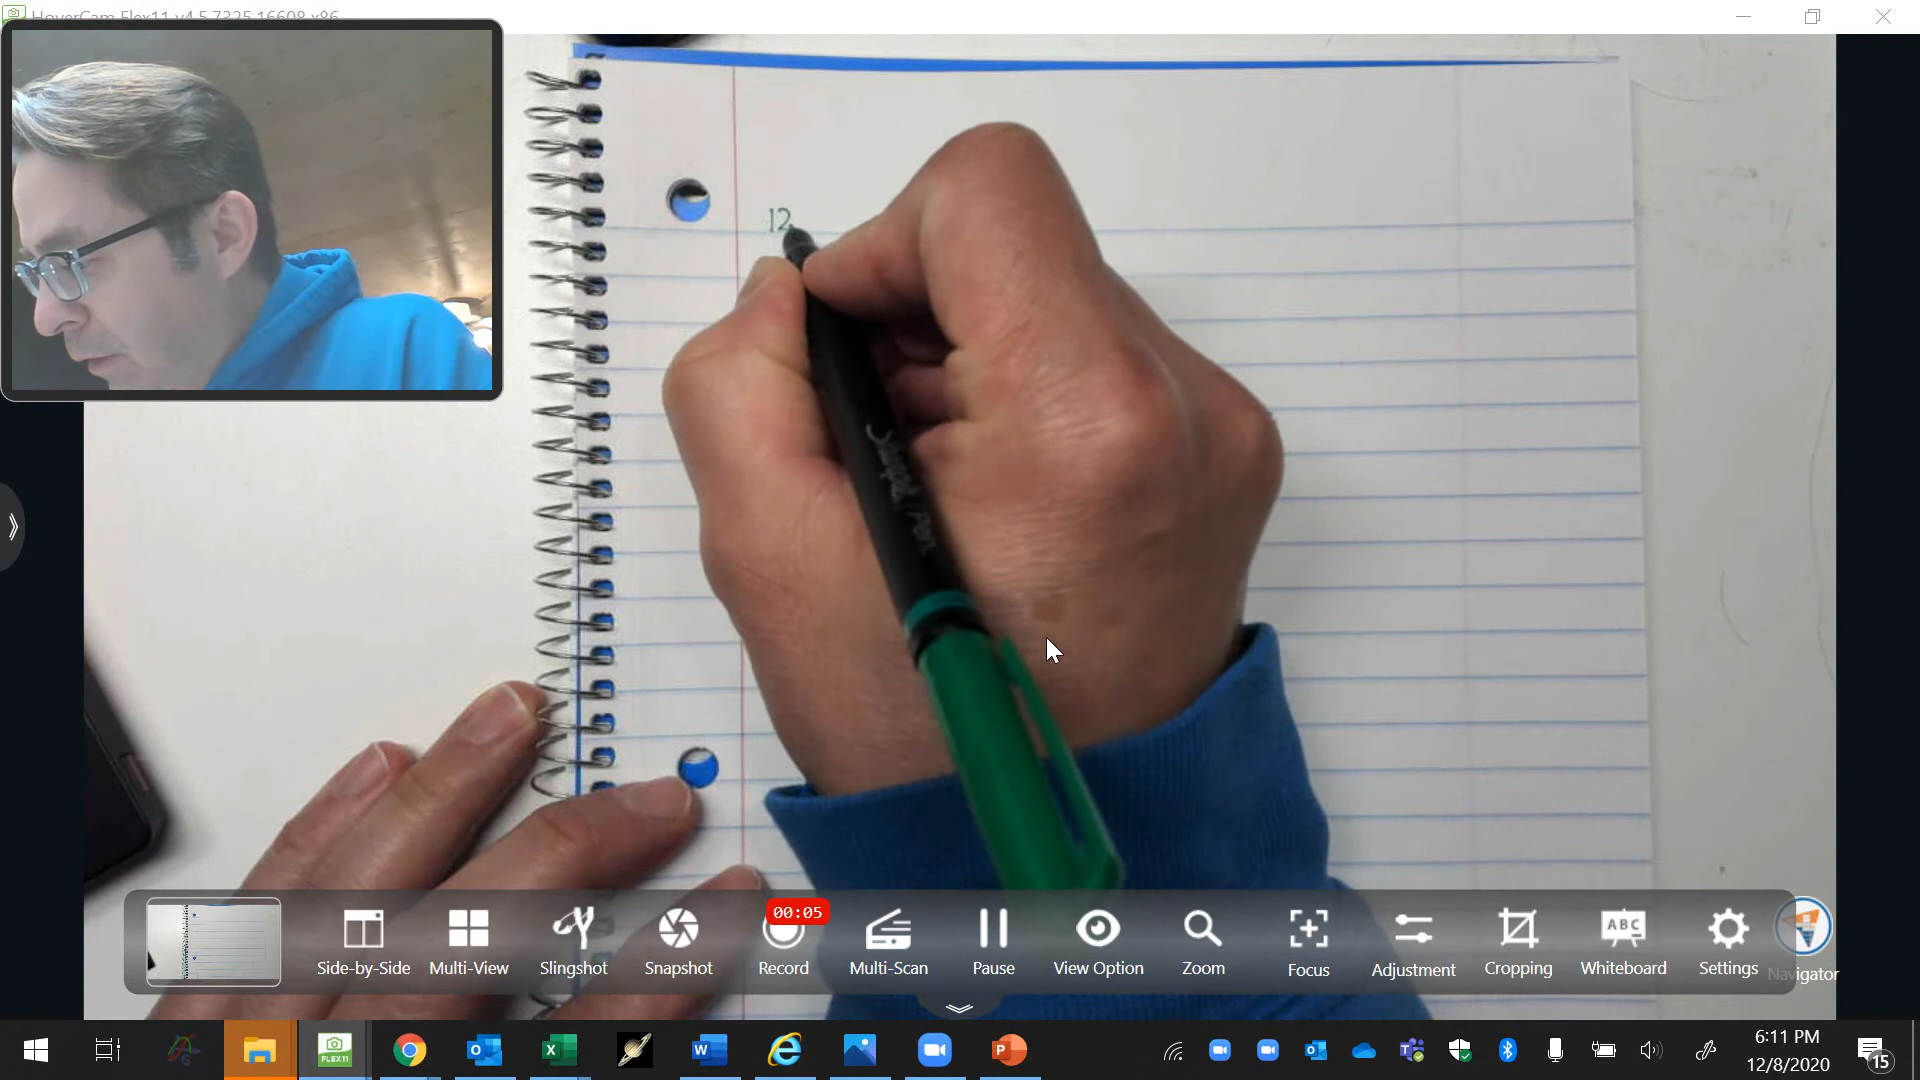 HoverCam Flex11 v4.5.7325.16608 x86
12
Side-by-Side
Multi-View
Slingshot
Snapshot
00:05
Record
Multi-Scan
Pause
View Option
Zoom
Focus
Adjustment
Cropping
ABC
Whiteboard
Settings
Navigator
FLEX11
6:11 PM
12/8/2020
15